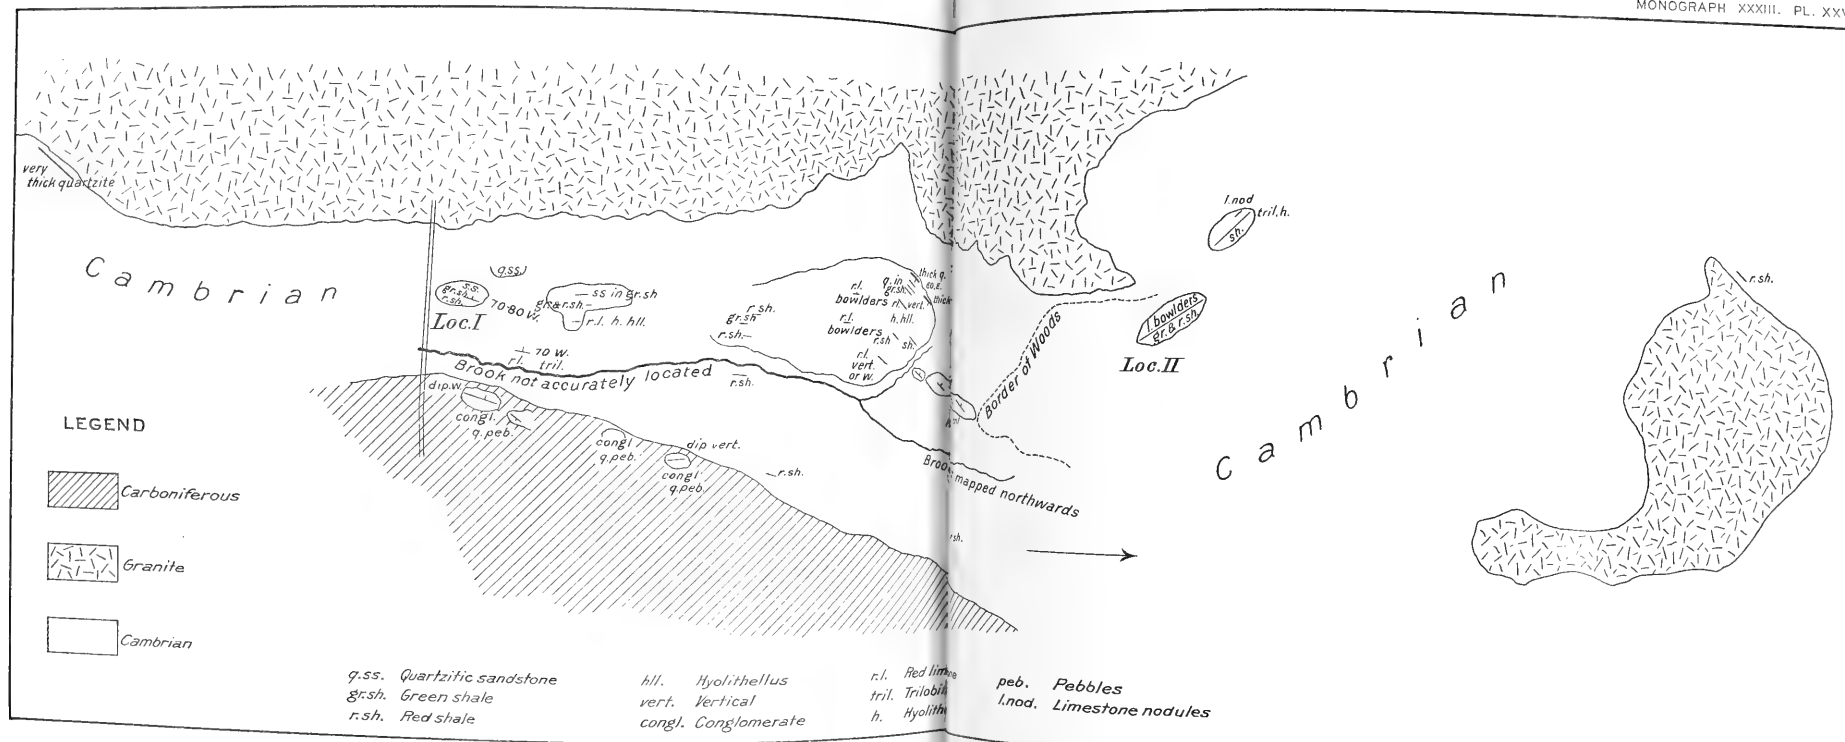 MONOGRAPH XXXIII. PL. XXV
very
thick quartzite
Cambrian
q.ss.
s.s.
gr.sh.
r.sh.
Loc.I
70-80 W.
ss in gr.sh
gr.&r.sh.
r.l. h. hll.
70 W.
r.l. tril.
Brook not accurately located
r.sh.
gr.sh
r.sh.
r.sh.
r.l.
bowlders
r.l.
bowlders
q. in
gr.sh.
thick q.
rl vert.
thick
h. hll.
r.sh
sh.
r.l.
vert.
or W.
dip.w.
congl.
q.peb.
congl
q.peb.
dip vert.
congl
q.peb.
r.sh.
Border of Woods
mapped northwards
rsh.
l.nod
tril.h.
sh.
l bowlders
gr.& r.sh.
Loc.II
Cambrian
r.sh.
LEGEND
Carboniferous
Granite
Cambrian
q.ss. Quartzitic sandstone
gr.sh. Green shale
r.sh. Red shale
hll. Hyolithellus
vert. Vertical
congl. Conglomerate
r.l. Red
tril.
h.
peb. Pebbles
l.nod. Limestone nodules